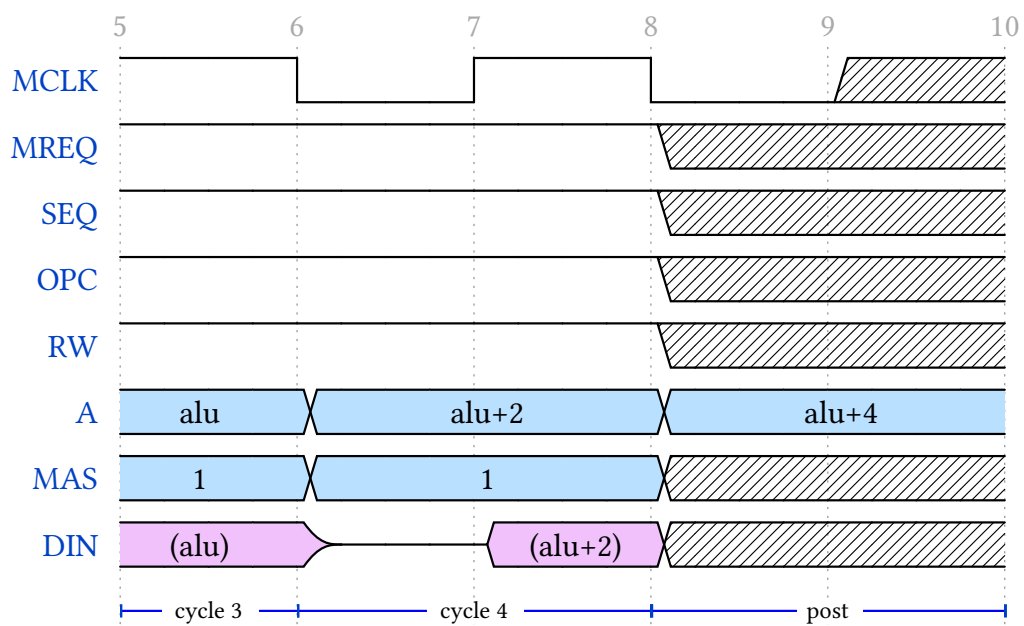 5 6 7 8 9 10
MCLK
MREQ
SEQ
OPC
RW
A alu alu+2 alu+4
MAS 1 1
DIN (alu) (alu+2)
cycle 3 cycle 4 post